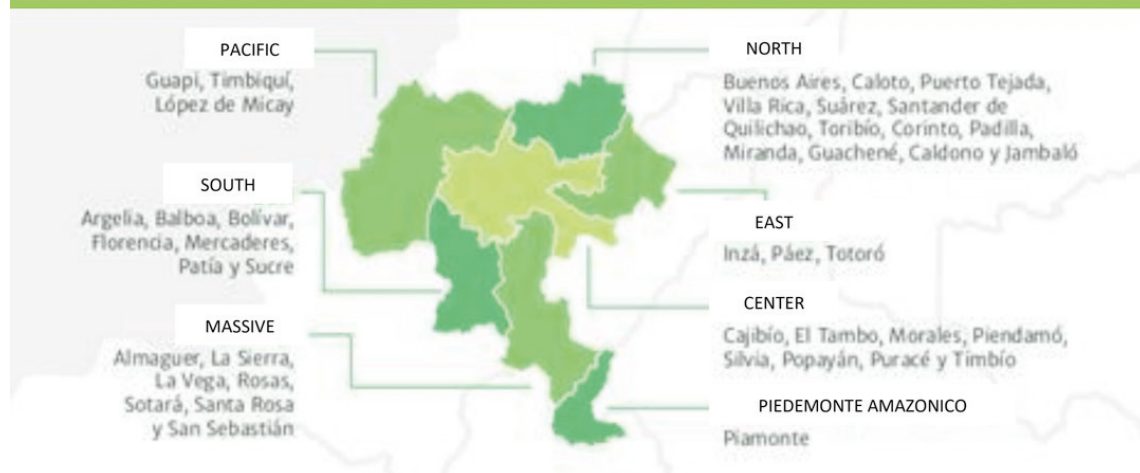 PACIFIC
Guapi, Timbiquí,
López de Micay
SOUTH
Argelia, Balboa, Bolívar,
Florencia, Mercaderes,
Patía y Sucre
MASSIVE
Almaguer, La Sierra,
La Vega, Rosas,
Sotará, Santa Rosa
y San Sebastián
NORTH
Buenos Aires, Caloto, Puerto Tejada,
Villa Rica, Suárez, Santander de
Quilichao, Toribío, Corinto, Padilla,
Miranda, Guachené, Caldono y Jambaló
EAST
Inzá, Páez, Totoró
CENTER
Cajibío, El Tambo, Morales, Piendamó,
Silvia, Popayán, Puracé y Timbío
PIEDEMONTE AMAZONICO
Piamonte